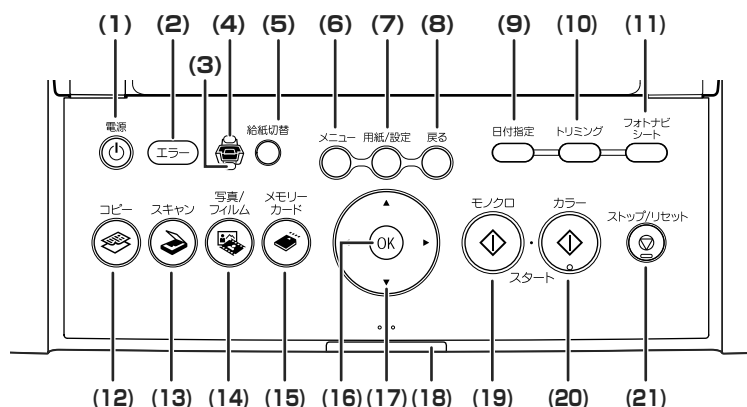 (1) (2) (4) (5) (6) (7) (8) (9) (10) (11)
(3)
電源
エラー
給紙切替
メニュー 用紙/設定 戻る
日付指定 トリミング
フォトナビ
シート
コピー スキャン
写真/
フィルム
メモリー
カード
OK
モノクロ カラー
スタート
ストップ/リセット
(12) (13) (14) (15) (16) (17) (18) (19) (20) (21)